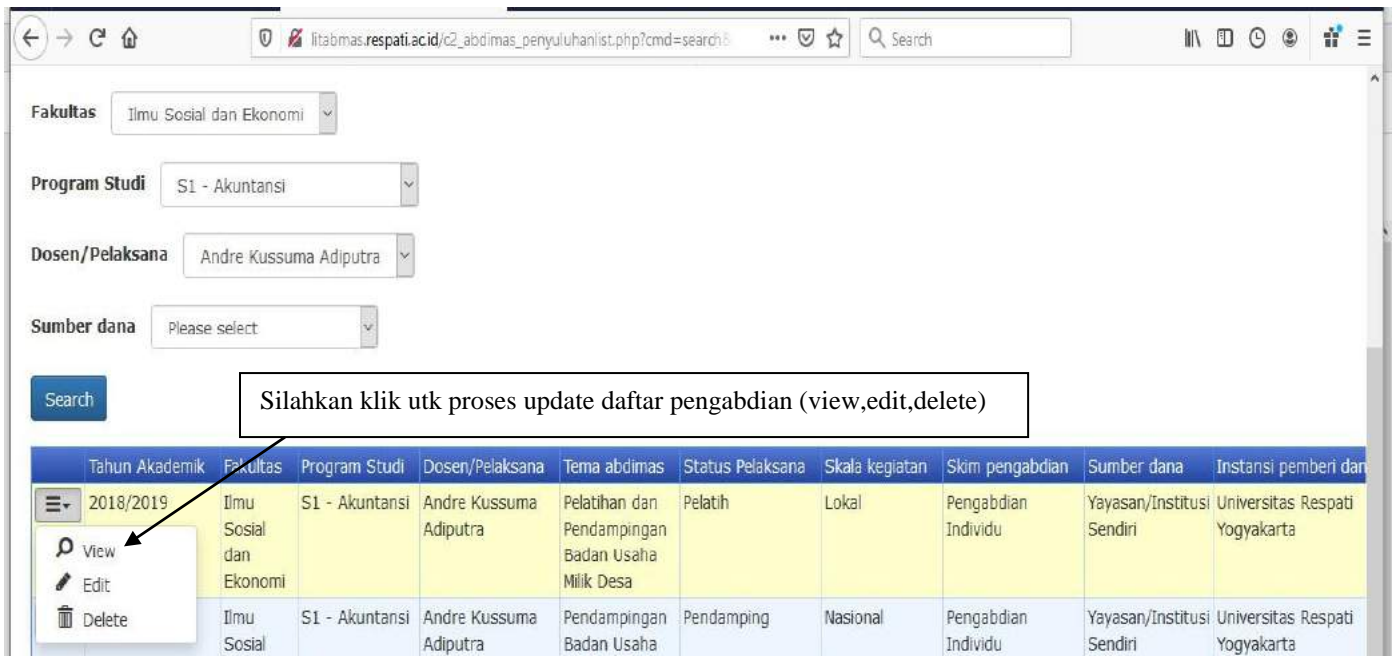 litabmas.respati.ac.id/c2_abdimas_penyuluhanlist.php?cmd=search&
Search
Fakultas
Ilmu Sosial dan Ekonomi
Program Studi
S1 - Akuntansi
Dosen/Pelaksana
Andre Kussuma Adiputra
Sumber dana
Please select
Search
Silahkan klik utk proses update daftar pengabdian (view,edit,delete)
Tahun Akademik Fakultas Program Studi Dosen/Pelaksana Tema abdimas Status Pelaksana Skala kegiatan Skim pengabdian Sumber dana Instansi pemberi dan
2018/2019 Ilmu S1 - Akuntansi Andre Kussuma Pelatihan dan Pelatih Lokal Pengabdian Yayasan/Institusi Universitas Respati
Sosial Adiputra Pendampingan Individu Sendiri Yogyakarta
View dan Badan Usaha
Edit Ekonomi Milik Desa
Delete Ilmu S1 - Akuntansi Andre Kussuma Pendampingan Pendamping Nasional Pengabdian Yayasan/Institusi Universitas Respati
Sosial Adiputra Badan Usaha Individu Sendiri Yogyakarta